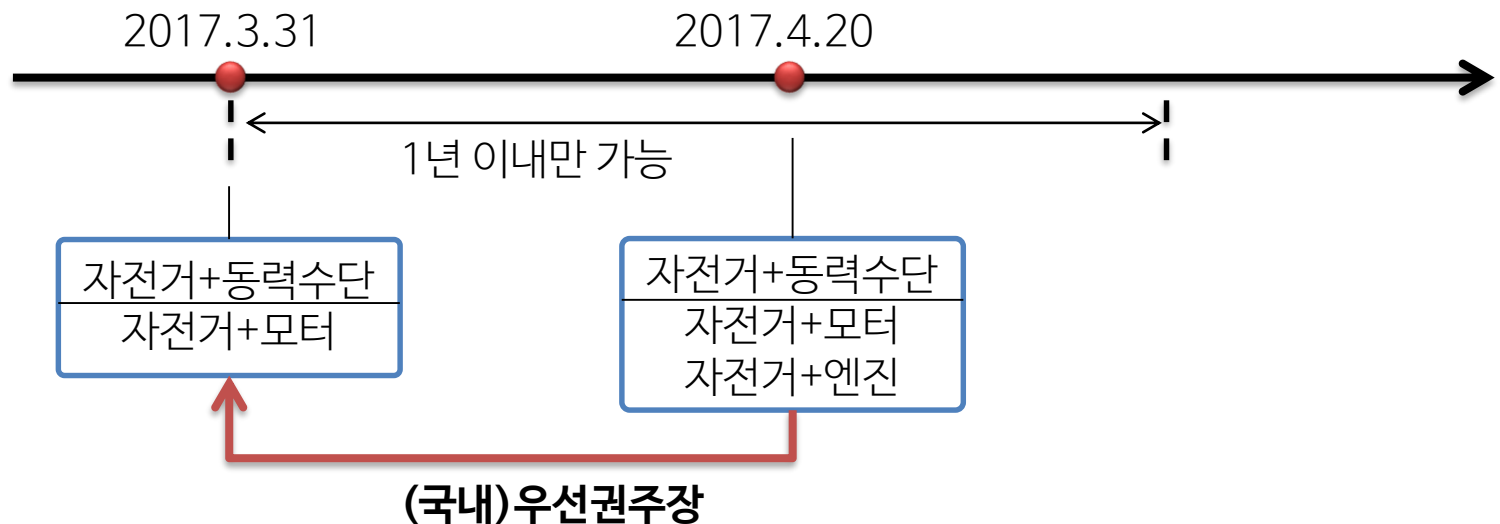 2017.3.31
2017.4.20
1년 이내만 가능
자전거+동력수단
자전거+모터
자전거+동력수단
자전거+모터
자전거+엔진
(국내)우선권주장